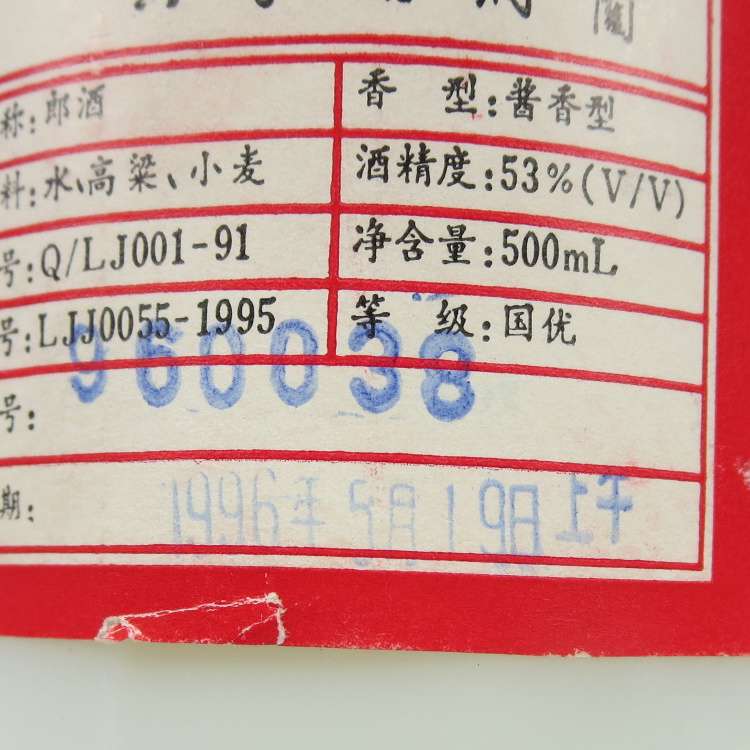 称:郎酒 香 型:酱香型
料:水、高粱、小麦 酒精度:53%(V/V)
号:Q/LJ001-91 净含量:500mL
号:LJJ0055-1995 等 级:国优
960038
号:
期: 1996年 月19日 上午